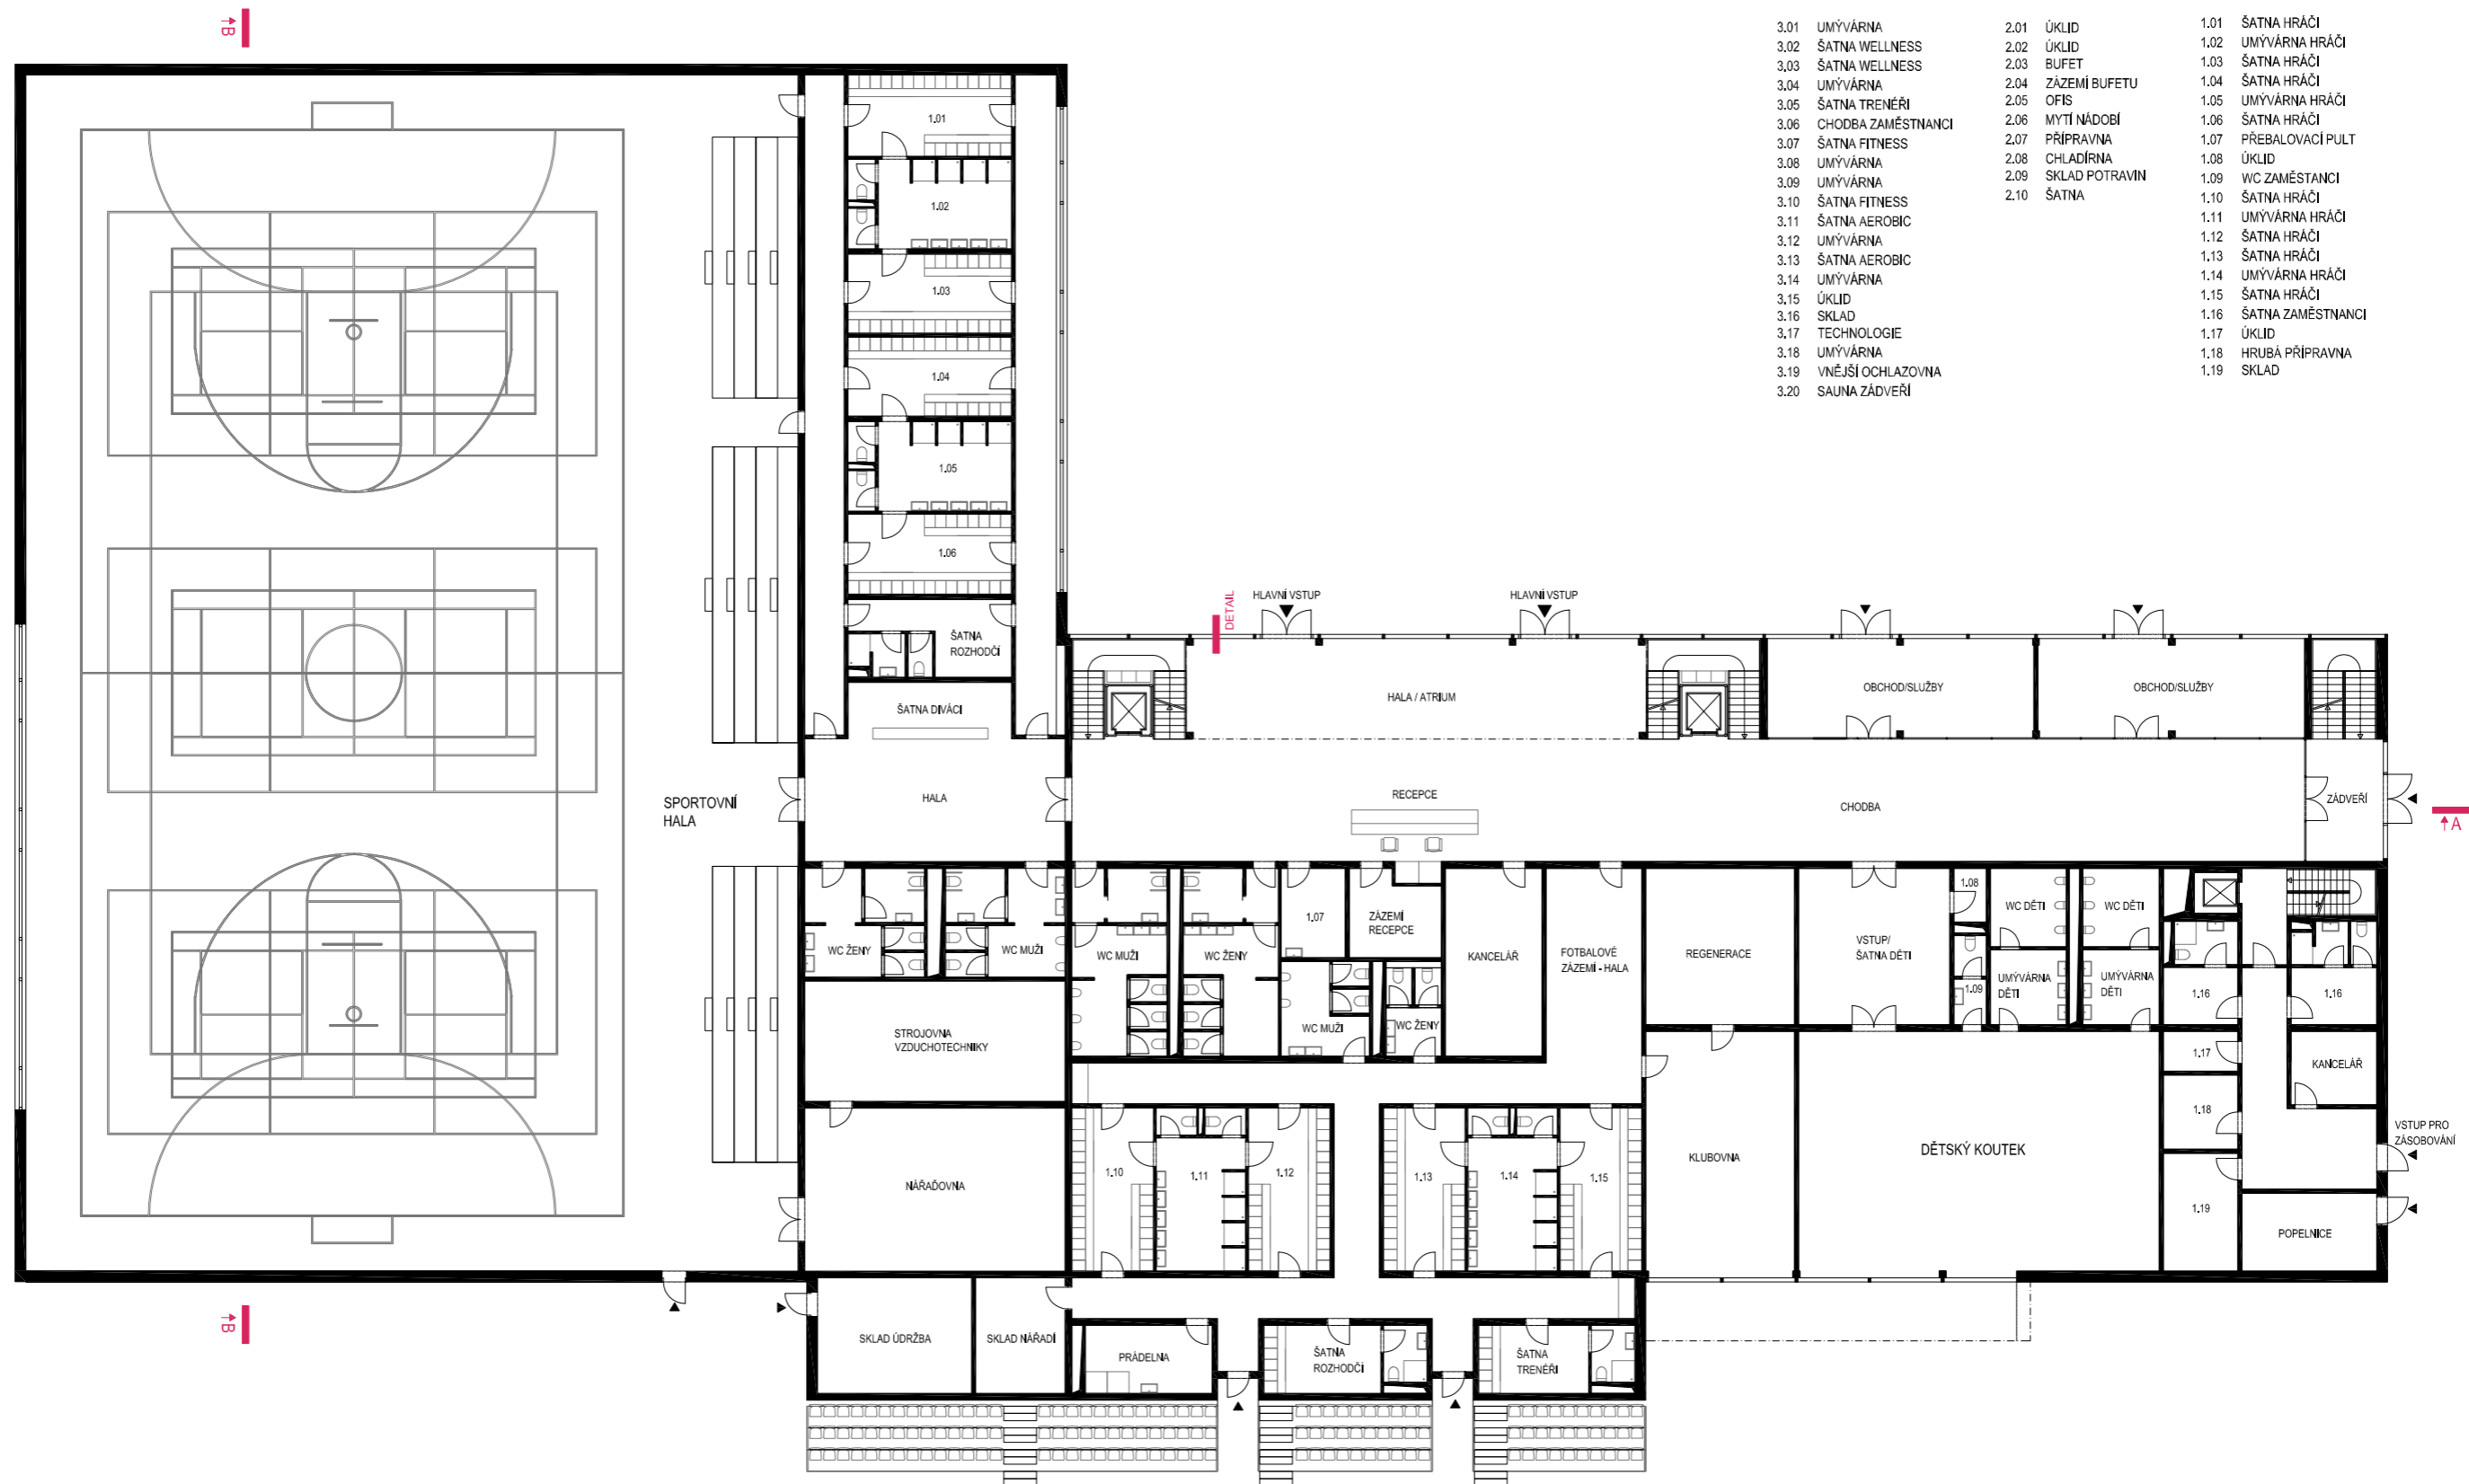 B
3.01 UMÝVÁRNA
3.02 ŠATNA WELLNESS
3.03 ŠATNA WELLNESS
3.04 UMÝVÁRNA
3.05 ŠATNA TRENÉŘI
3.06 CHODBA ZAMĚSTNANCI
3.07 ŠATNA FITNESS
3.08 UMÝVÁRNA
3.09 UMÝVÁRNA
3.10 ŠATNA FITNESS
3.11 ŠATNA AEROBIC
3.12 UMÝVÁRNA
3.13 ŠATNA AEROBIC
3.14 UMÝVÁRNA
3.15 ÚKLID
3.16 SKLAD
3.17 TECHNOLOGIE
3.18 UMÝVÁRNA
3.19 VNĚJŠÍ OCHLAZOVNA
3.20 SAUNA ZÁDVEŘÍ
2.01 ÚKLID
2.02 ÚKLID
2.03 BUFET
2.04 ZÁZEMÍ BUFETU
2.05 OFIS
2.06 MYTÍ NÁDOBÍ
2.07 PŘÍPRAVNA
2.08 CHLADÍRNA
2.09 SKLAD POTRAVIN
2.10 ŠATNA
1.01 ŠATNA HRÁČI
1.02 UMÝVÁRNA HRÁČI
1.03 ŠATNA HRÁČI
1.04 ŠATNA HRÁČI
1.05 UMÝVÁRNA HRÁČI
1.06 ŠATNA HRÁČI
1.07 PŘEBALOVACÍ PULT
1.08 ÚKLID
1.09 WC ZAMĚSTANCI
1.10 ŠATNA HRÁČI
1.11 UMÝVÁRNA HRÁČI
1.12 ŠATNA HRÁČI
1.13 ŠATNA HRÁČI
1.14 UMÝVÁRNA HRÁČI
1.15 ŠATNA HRÁČI
1.16 ŠATNA ZAMĚSTNANCI
1.17 ÚKLID
1.18 HRUBÁ PŘÍPRAVNA
1.19 SKLAD
1.01
1.02
1.03
1.04
1.05
1.06
ŠATNA
ROZHODČÍ
ŠATNA DIVÁCI
HALA
SPORTOVNÍ
HALA
DETAIL
HLAVNÍ VSTUP
HLAVNÍ VSTUP
HALA / ATRIUM
OBCHOD/SLUŽBY
OBCHOD/SLUŽBY
RECEPCE
CHODBA
ZÁDVEŘÍ
A
WC ŽENY
WC MUŽI
WC MUŽI
WC ŽENY
1.07
ZÁZEMÍ
RECEPCE
WC MUŽI
WC ŽENY
KANCELÁŘ
FOTBALOVÉ
ZÁZEMÍ - HALA
REGENERACE
VSTUP/
ŠATNA DĚTI
1.08
1.09
WC DĚTI
WC DĚTI
UMÝVÁRNA
DĚTI
UMÝVÁRNA
DĚTI
1.16
1.16
1.17
KANCELÁŘ
1.18
1.19
VSTUP PRO
ZÁSOBOVÁNÍ
POPELNICE
STROJOVNA
VZDUCHOTECHNIKY
NÁŘAĎOVNA
1.10
1.11
1.12
1.13
1.14
1.15
KLUBOVNA
DĚTSKÝ KOUTEK
B
SKLAD ÚDRŽBA
SKLAD NÁŘADÍ
PRÁDELNA
ŠATNA
ROZHODČÍ
ŠATNA
TRENÉŘI